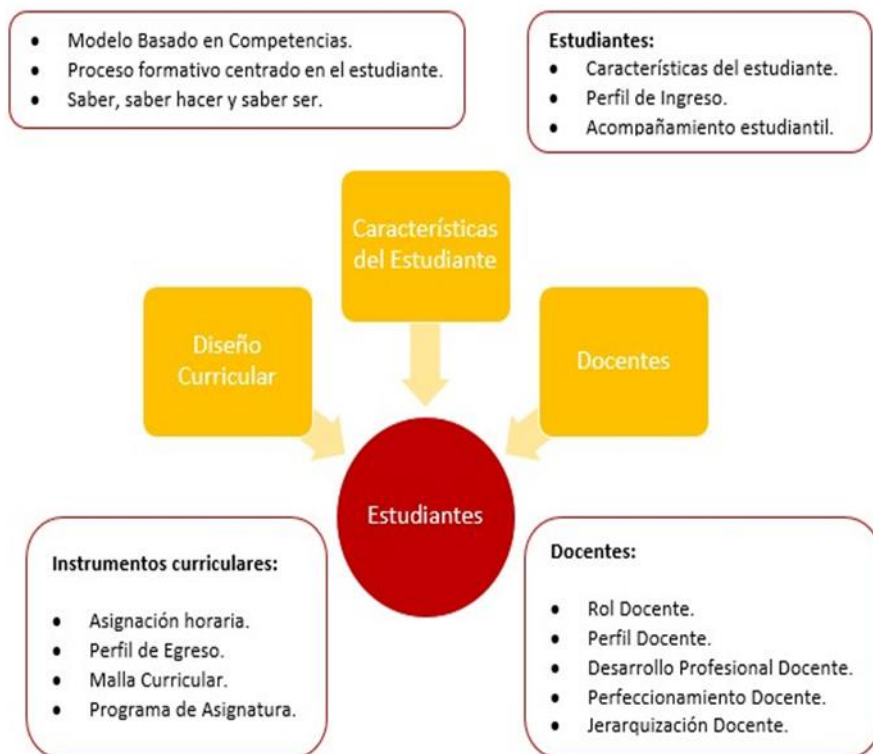 • Modelo Basado en Competencias.
• Proceso formativo centrado en el estudiante.
• Saber, saber hacer y saber ser.
Estudiantes:
• Características del estudiante.
• Perfil de Ingreso.
• Acompañamiento estudiantil.
Características
del Estudiante
Diseño
Curricular
Docentes
Estudiantes
Instrumentos curriculares:
• Asignación horaria.
• Perfil de Egreso.
• Malla Curricular.
• Programa de Asignatura.
Docentes:
• Rol Docente.
• Perfil Docente.
• Desarrollo Profesional Docente.
• Perfeccionamiento Docente.
• Jerarquización Docente.